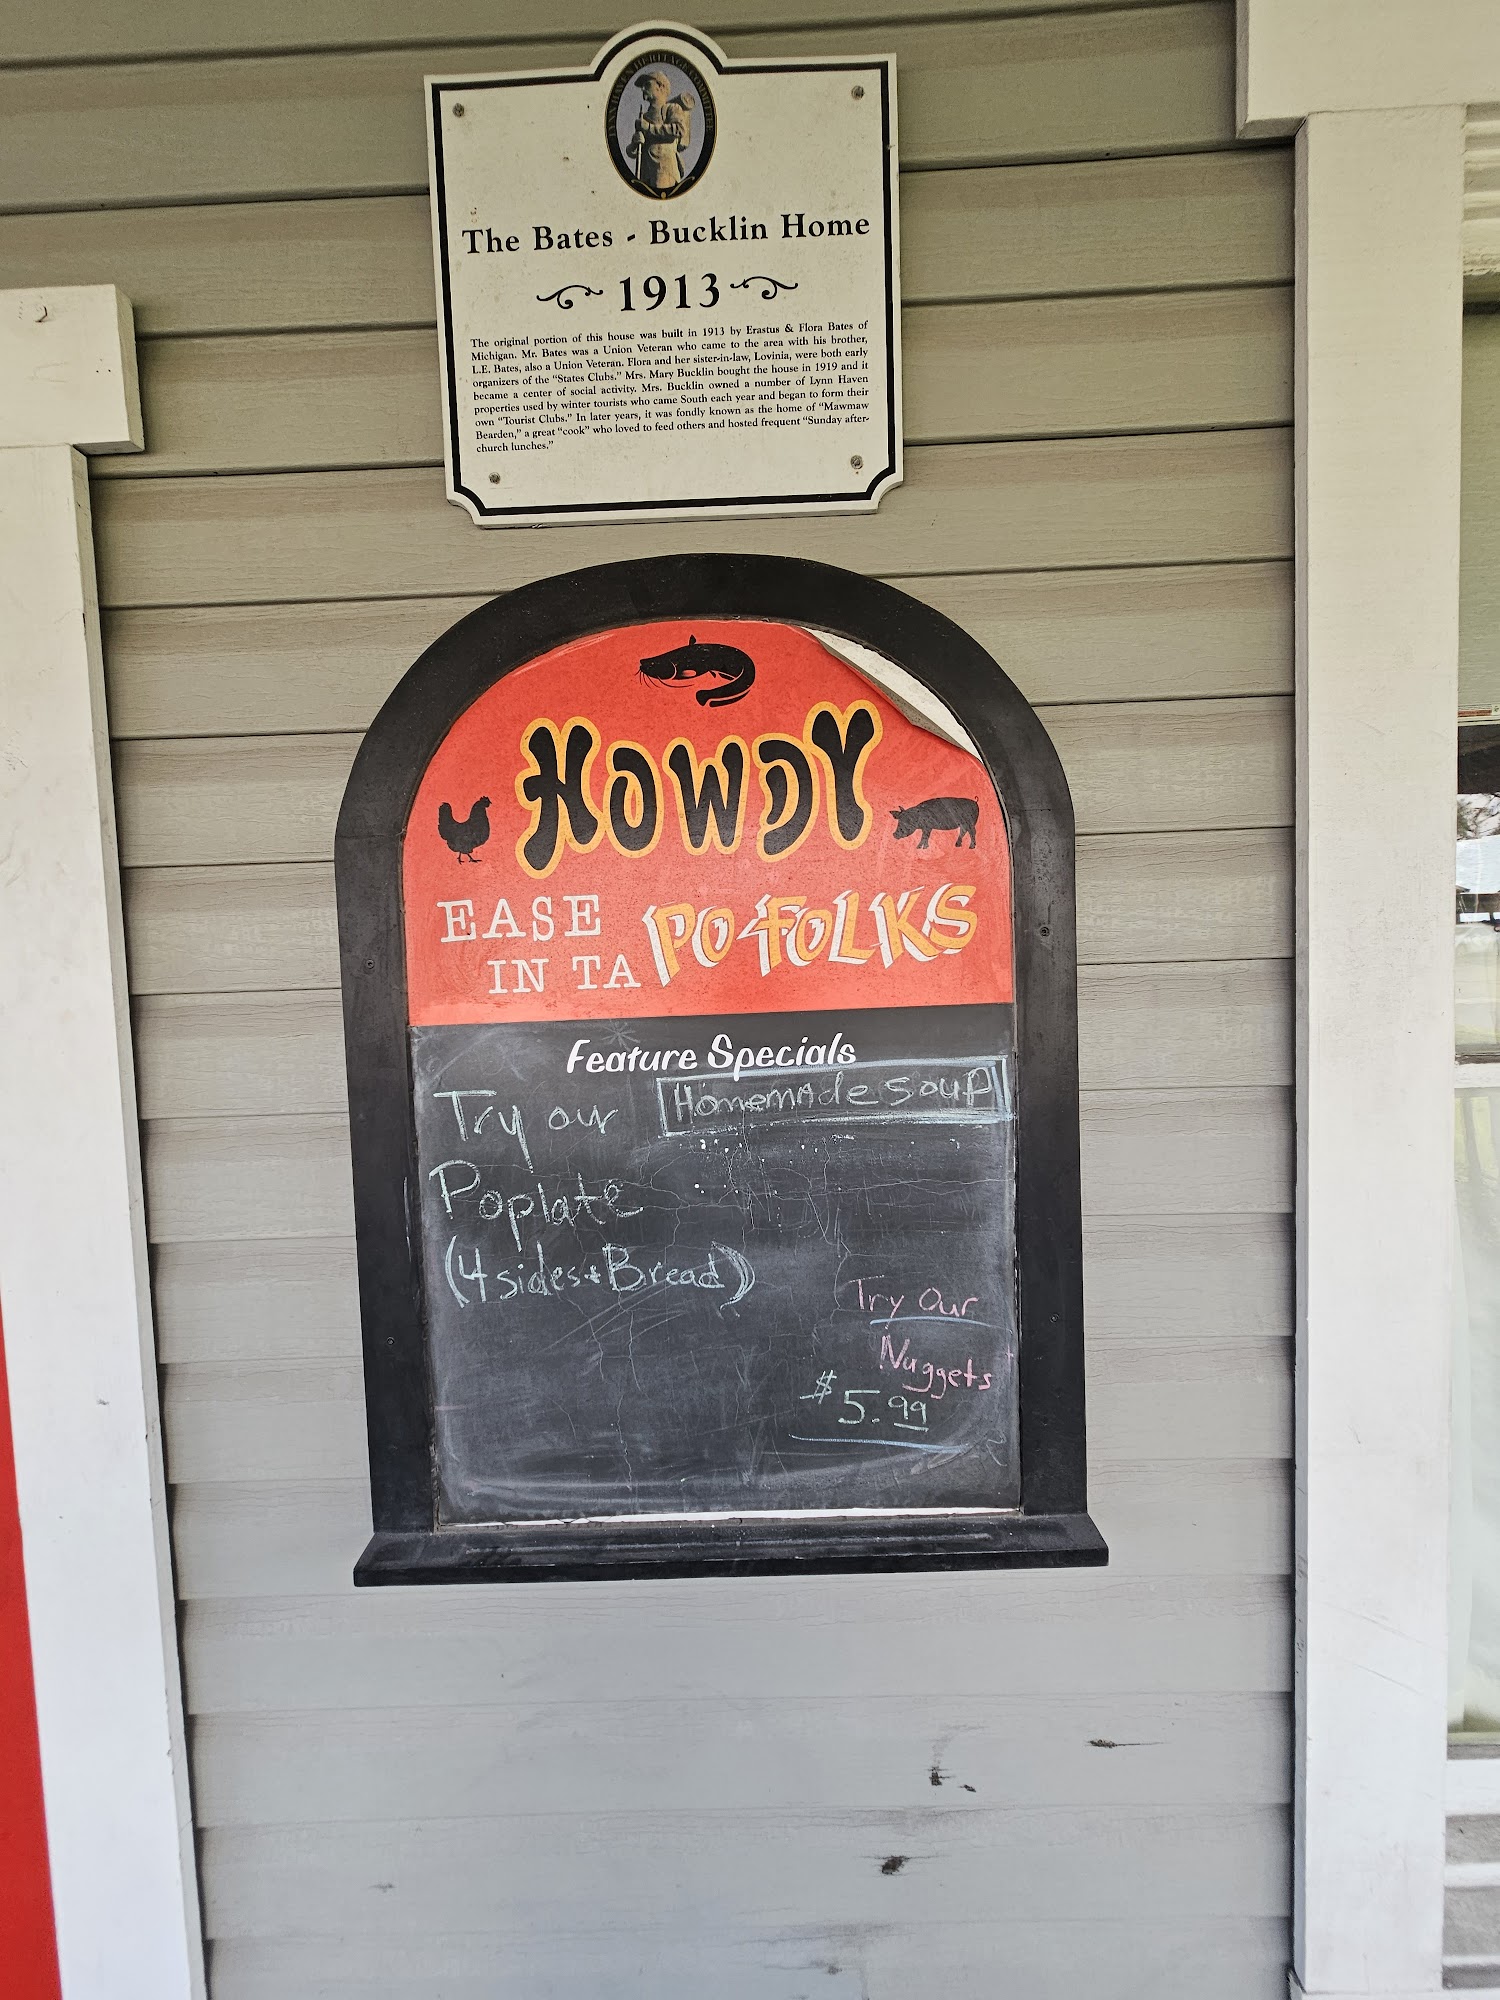 LYNN HAVEN HERITAGE COMMITTEE
The Bates - Bucklin Home
1913
The original portion of this house was built in 1913 by Erastus & Flora Bates of
Michigan. Mr. Bates was a Union Veteran who came to the area with his brother,
L.E. Bates, also a Union Veteran. Flora and her sister-in-law, Lovinia, were both early
organizers of the "States Clubs." Mrs. Mary Bucklin bought the house in 1919 and it
became a center of social activity. Mrs. Bucklin owned a number of Lynn Haven
properties used by winter tourists who came South each year and began to form their
own "Tourist Clubs." In later years, it was fondly known as the home of "Mawmaw
Bearden," a great "cook" who loved to feed others and hosted frequent "Sunday after-
church lunches."
HOWDY
EASE
IN TA
PO FOLKS
Feature Specials
Try our
Homemade Soup
Poplate
(4 sides + Bread)
Try Our
Nuggets
$5.99